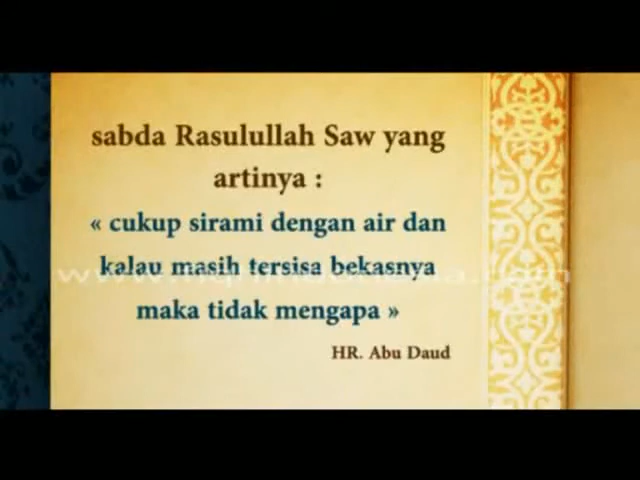 sabda Rasulullah Saw yang
artinya :
« cukup sirami dengan air dan
kalau masih tersisa bekasnya
maka tidak mengapa »
HR. Abu Daud